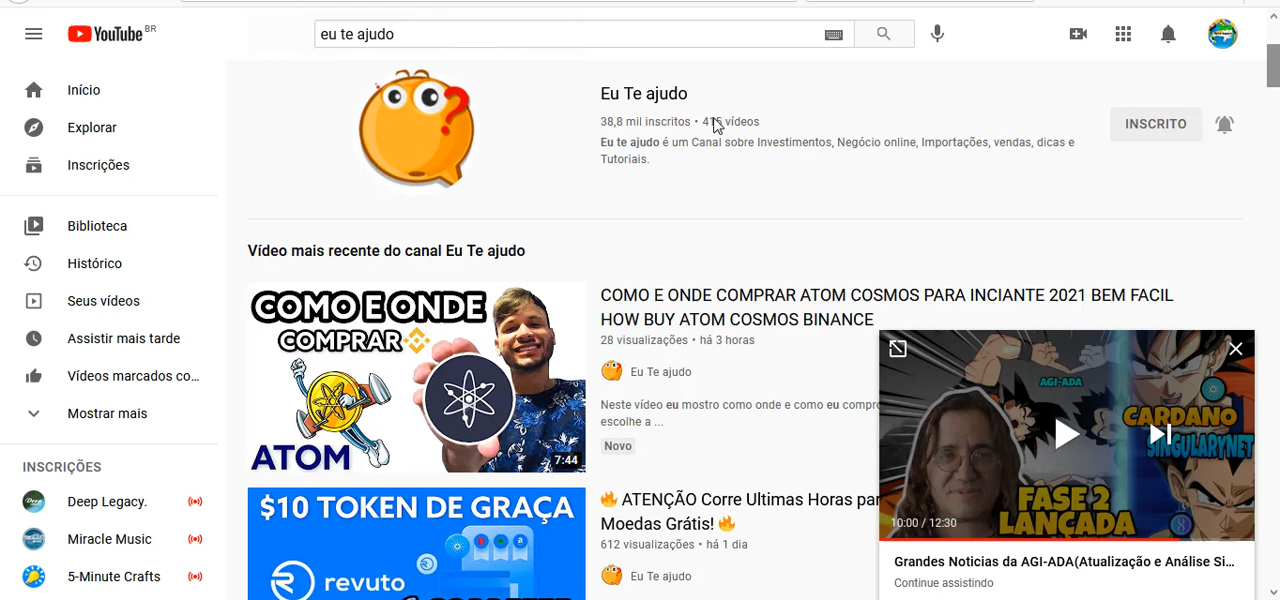 YouTube BR
eu te ajudo
Início
Explorar
Inscrições
Biblioteca
Histórico
Seus vídeos
Assistir mais tarde
Vídeos marcados co...
Mostrar mais
INSCRIÇÕES
Deep Legacy.
Miracle Music
5-Minute Crafts
Eu Te ajudo
38,8 mil inscritos • 415 vídeos
Eu te ajudo é um Canal sobre Investimentos, Negócio online, Importações, vendas, dicas e
Tutoriais.
INSCRITO
Vídeo mais recente do canal Eu Te ajudo
COMO E ONDE
COMPRAR
ATOM
7:44
COMO E ONDE COMPRAR ATOM COSMOS PARA INCIANTE 2021 BEM FACIL
HOW BUY ATOM COSMOS BINANCE
28 visualizações • há 3 horas
Eu Te ajudo
Neste vídeo eu mostro como onde e como eu compro
escolhe a ...
Novo
$10 TOKEN DE GRAÇA
revuto
🔥 ATENÇÃO Corre Ultimas Horas par
Moedas Grátis! 🔥
612 visualizações • há 1 dia
Eu Te ajudo
AGI-ADA
CARDANO
SINGULARYNET
FASE 2
LANÇADA
10:00 / 12:30
Grandes Noticias da AGI-ADA(Atualização e Análise Si...
Continue assistindo